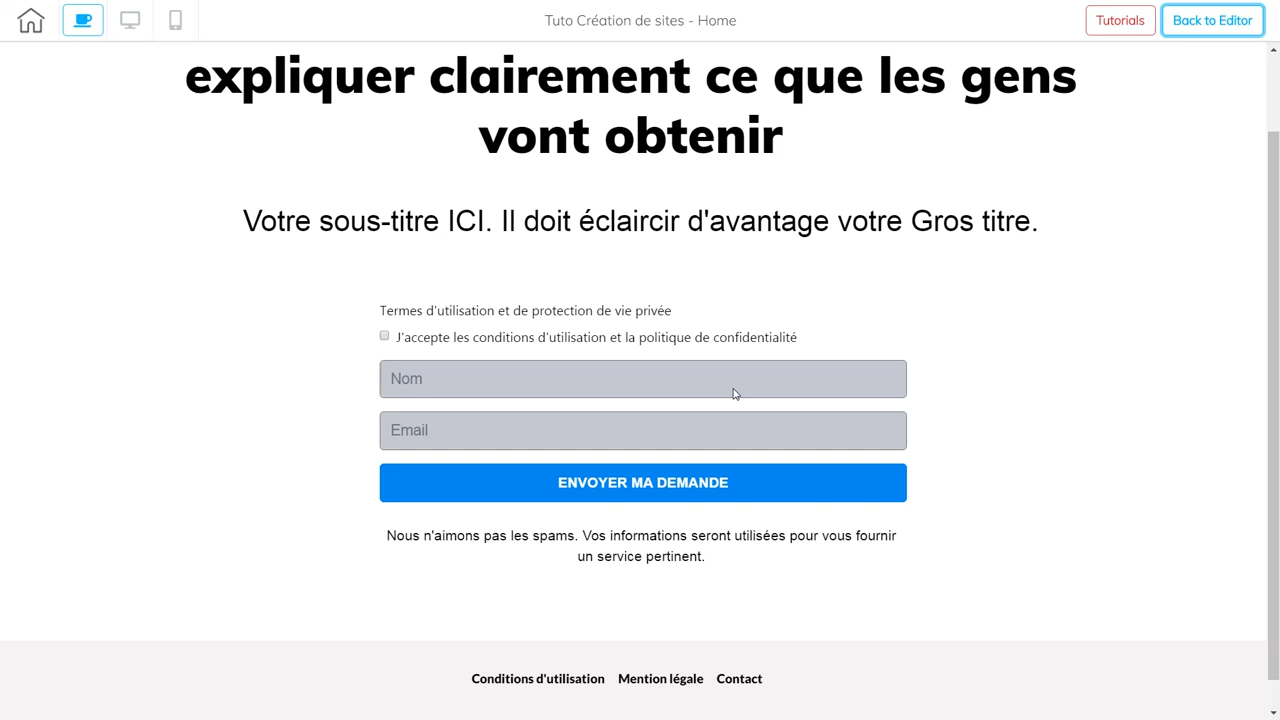 Tuto Création de sites - Home
Tutorials
Back to Editor
expliquer clairement ce que les gens
vont obtenir
Votre sous-titre ICI. Il doit éclaircir d'avantage votre Gros titre.
Termes d'utilisation et de protection de vie privée
J'accepte les conditions d'utilisation et la politique de confidentialité
Nom
Email
ENVOYER MA DEMANDE
Nous n'aimons pas les spams. Vos informations seront utilisées pour vous fournir
un service pertinent.
Conditions d'utilisation Mention légale Contact